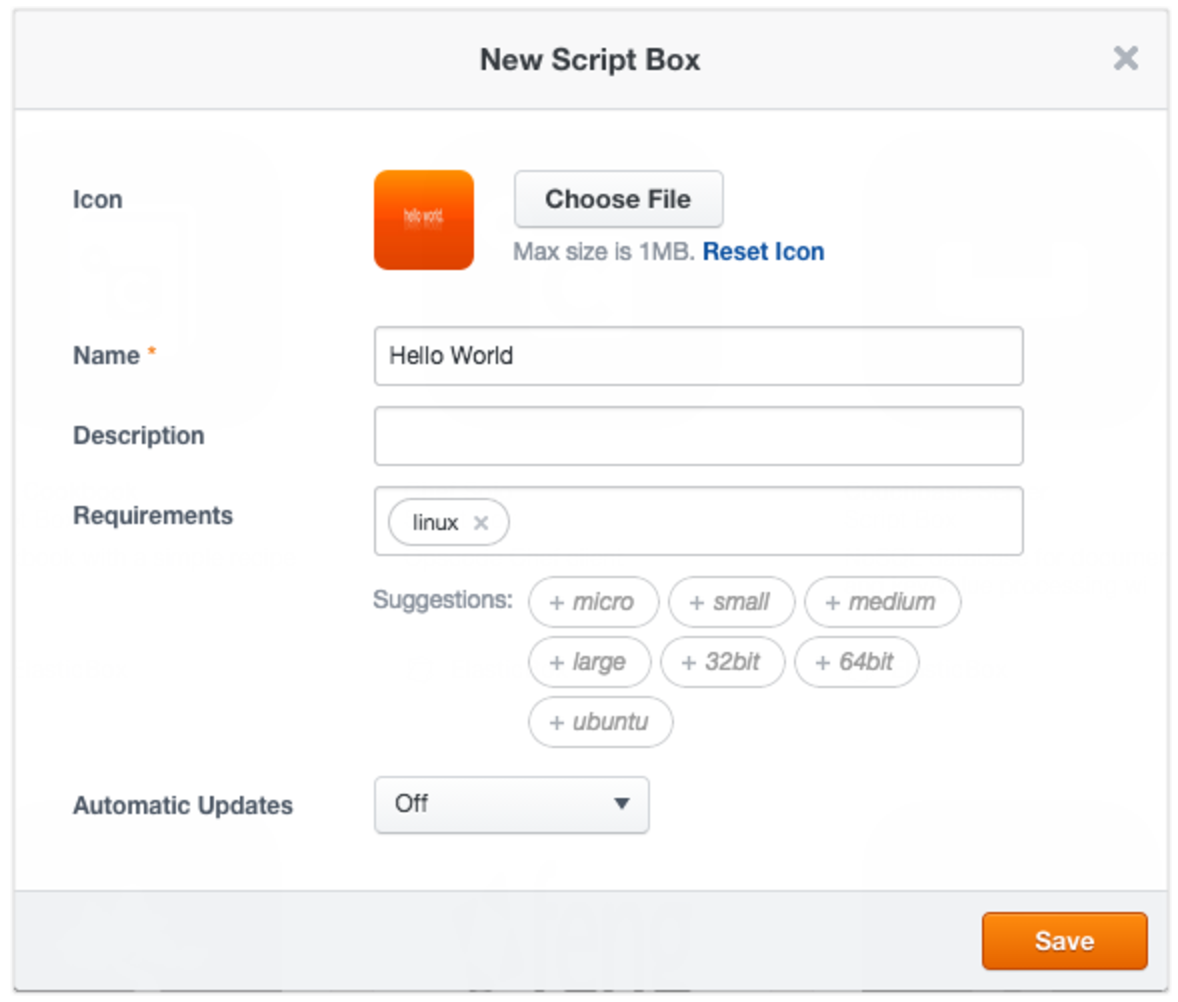 New Script Box
Icon
hello world.
Choose File
Max size is 1MB. Reset Icon
Name *
Hello World
Description
Requirements
linux
Suggestions: + micro + small + medium
+ large + 32bit + 64bit
+ ubuntu
Automatic Updates
Off
Save